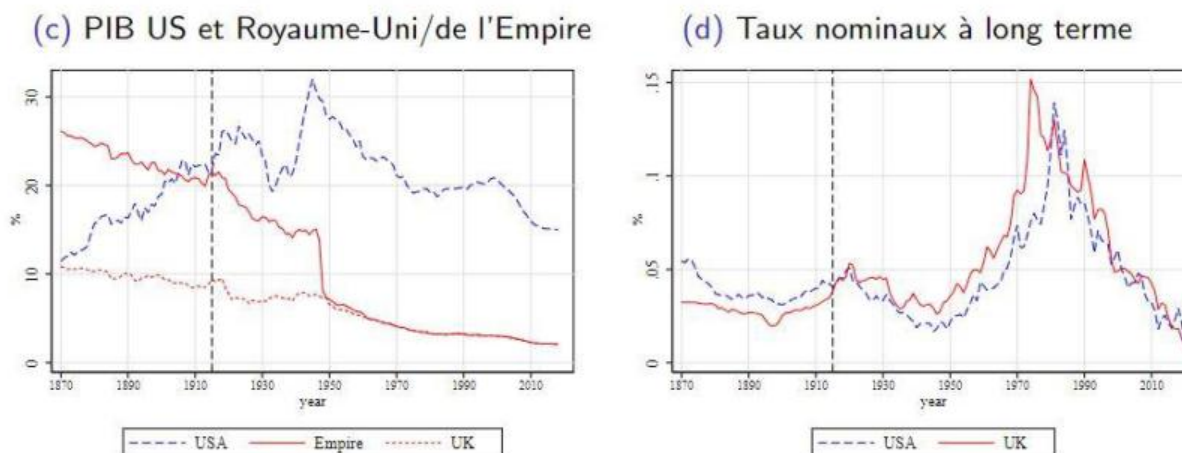 (c) PIB US et Royaume-Uni/de l'Empire
30
20
10
0
%
1870 1890 1910 1930 1950 1970 1990 2010
year
USA Empire UK
(d) Taux nominaux à long terme
.15
.1
.05
0
%
1870 1890 1910 1930 1950 1970 1990 2010
year
USA UK